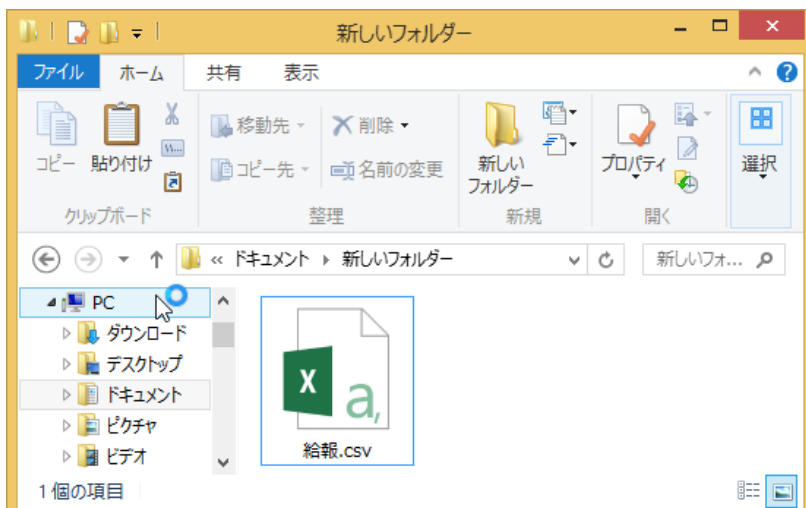 新しいフォルダー
ファイル ホーム 共有 表示
コピー 貼り付け
移動先 削除
コピー先 名前の変更
新しい
フォルダー
プロパティ
選択
クリップボード 整理 新規 開く
« ドキュメント 新しいフォルダー 新しいフォ...
PC
ダウンロード
デスクトップ
ドキュメント
ピクチャ
ビデオ
X
a,
給報.csv
1 個の項目